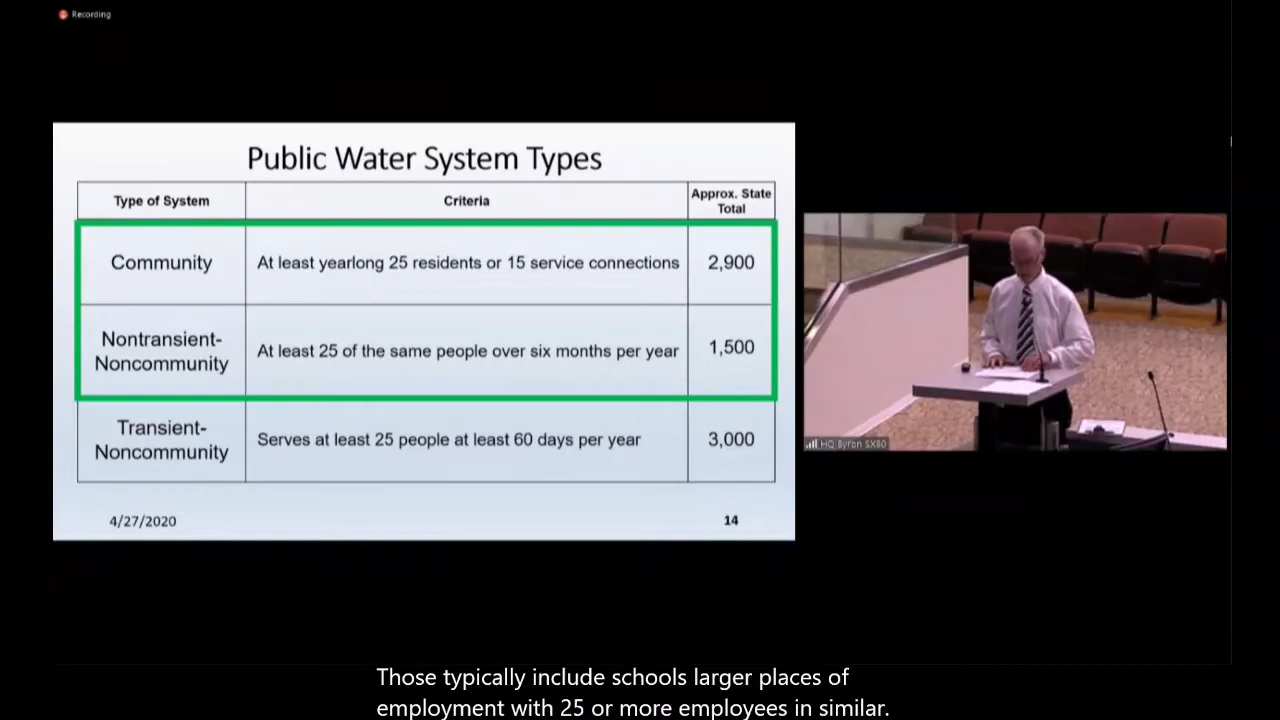 Recording
Public Water System Types
Type of System
Criteria
Approx. State
Total
Community
At least yearlong 25 residents or 15 service connections
2,900
Nontransient-
Noncommunity
At least 25 of the same people over six months per year
1,500
Transient-
Noncommunity
Serves at least 25 people at least 60 days per year
3,000
4/27/2020
14
HQ Byron SX80
Those typically include schools larger places of
employment with 25 or more employees in similar.